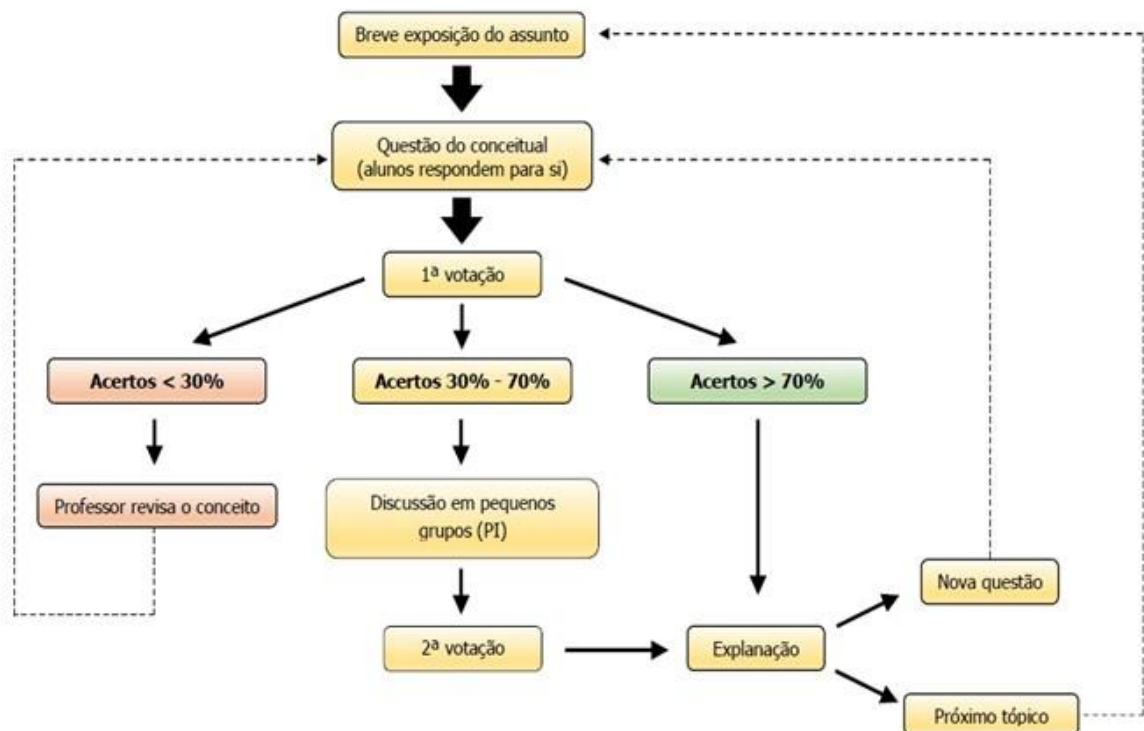 Breve exposição do assunto
Questão do conceitual
(alunos respondem para si)
1ª votação
Acertos < 30%
Acertos 30% - 70%
Acertos > 70%
Professor revisa o conceito
Discussão em pequenos
grupos (PI)
Nova questão
2ª votação
Explanação
Próximo tópico